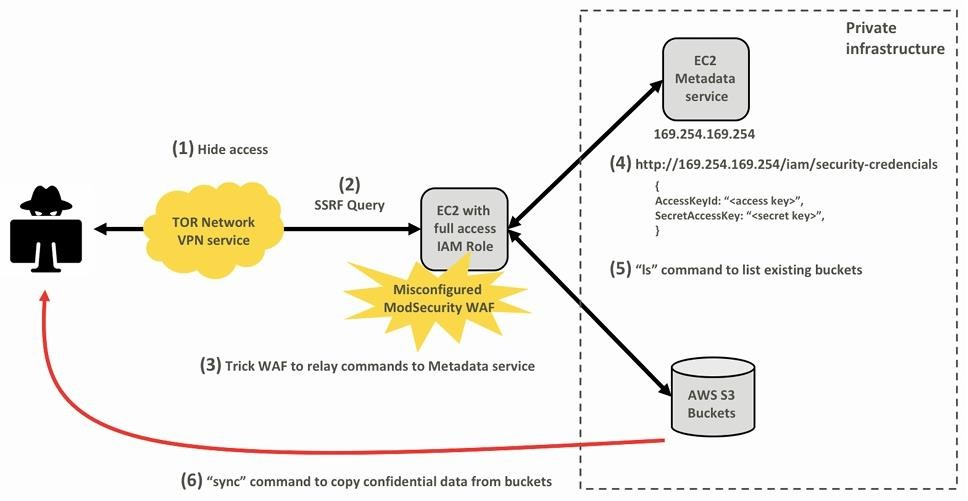 Private
infrastructure
EC2
Metadata
service
169.254.169.254
(1) Hide access
(2)
SSRF Query
TOR Network
VPN service
EC2 with
full access
IAM Role
Misconfigured
ModSecurity WAF
(3) Trick WAF to relay commands to Metadata service
(4) http://169.254.169.254/iam/security-credencials
{
AccessKeyId: “<access key>”,
SecretAccessKey: “<secret key>”,
}
(5) “ls” command to list existing buckets
AWS S3
Buckets
(6) “sync” command to copy confidential data from buckets